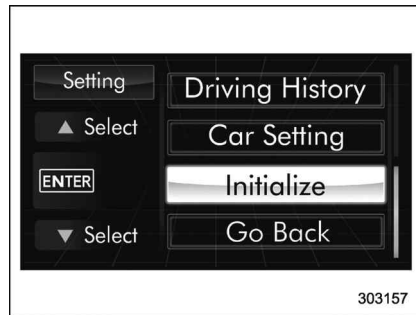 Setting
▲ Select
ENTER
▼ Select
Driving History
Car Setting
Initialize
Go Back
303157